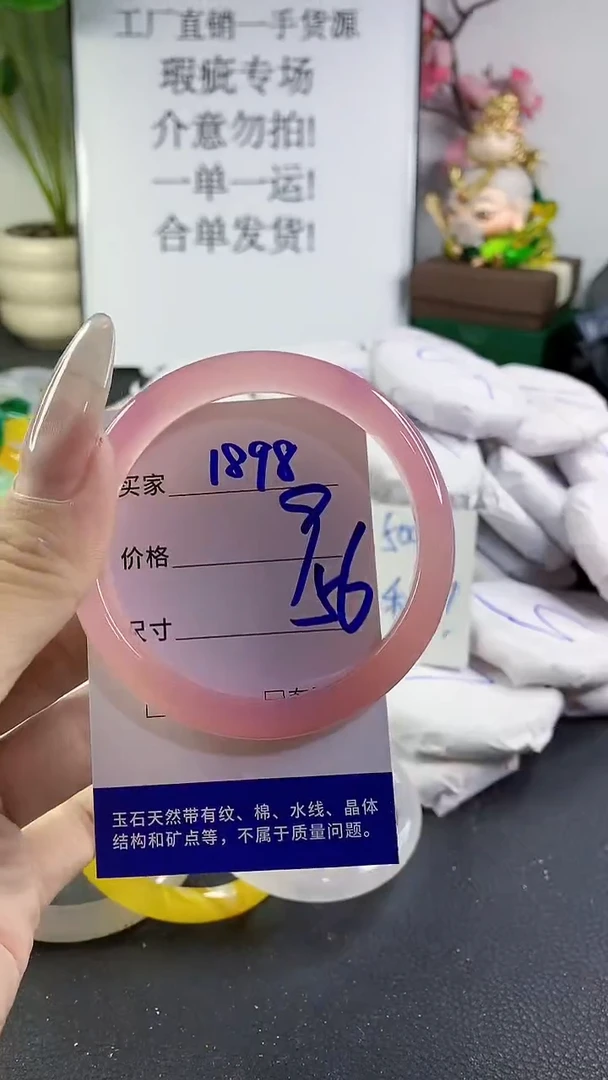 工厂直销一手货源
瑕疵专场
介意勿拍!
一单一运!
合单发货!
买家 1898
价格
尺寸 56
玉石天然带有纹、棉、水线、晶体
结构和矿点等，不属于质量问题。